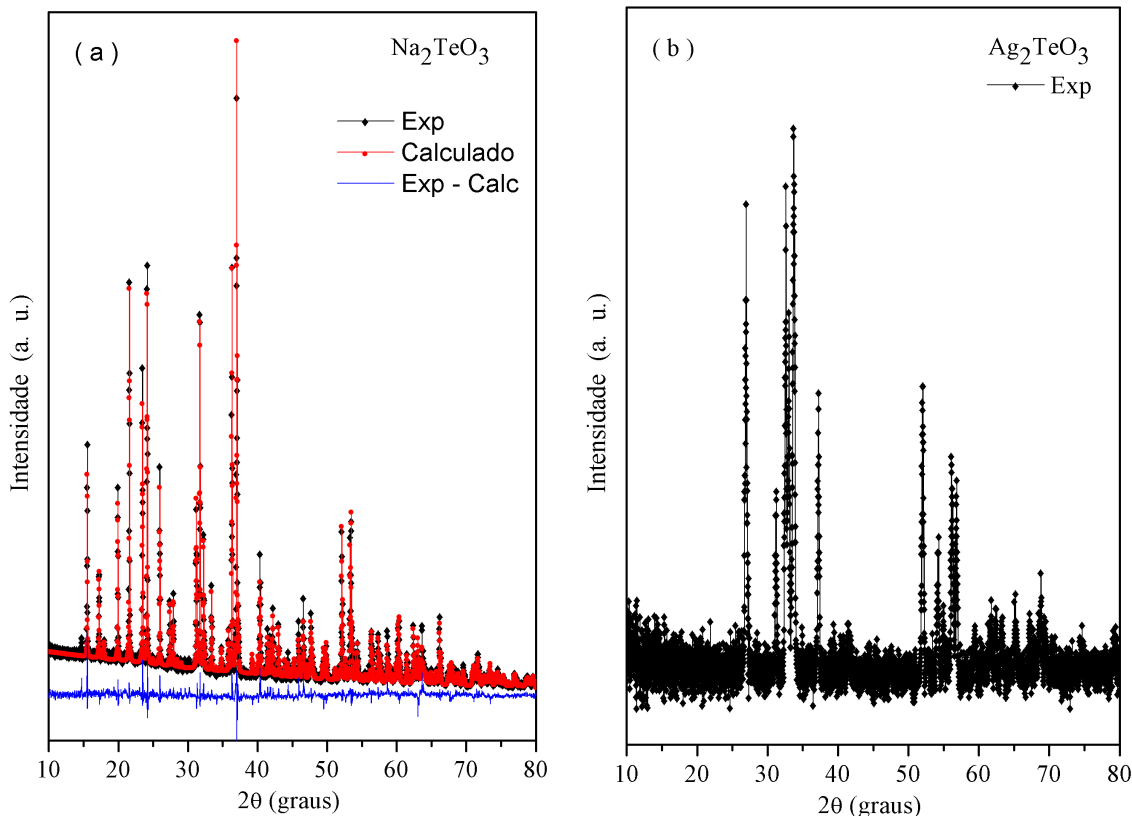 ( a )
Na₂TeO₃
Exp
Calculado
Exp - Calc
Intensidade (a. u.)
10 20 30 40 50 60 70 80
2θ (graus)
( b )
Ag₂TeO₃
Exp
Intensidade (a. u.)
10 20 30 40 50 60 70 80
2θ (graus)